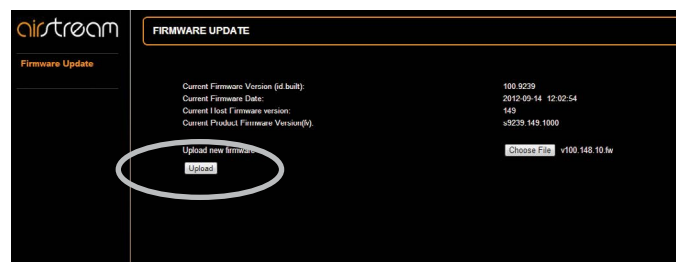 airstream
FIRMWARE UPDATE
Firmware Update
Current Firmware Version (id.built): 100.9239
Current Firmware Date: 2012-09-14 12:02:54
Current Host Firmware version: 149
Current Product Firmware Version(fv). s9239.149.1000
Upload new firmware Choose File v100.148.10.fw
Upload